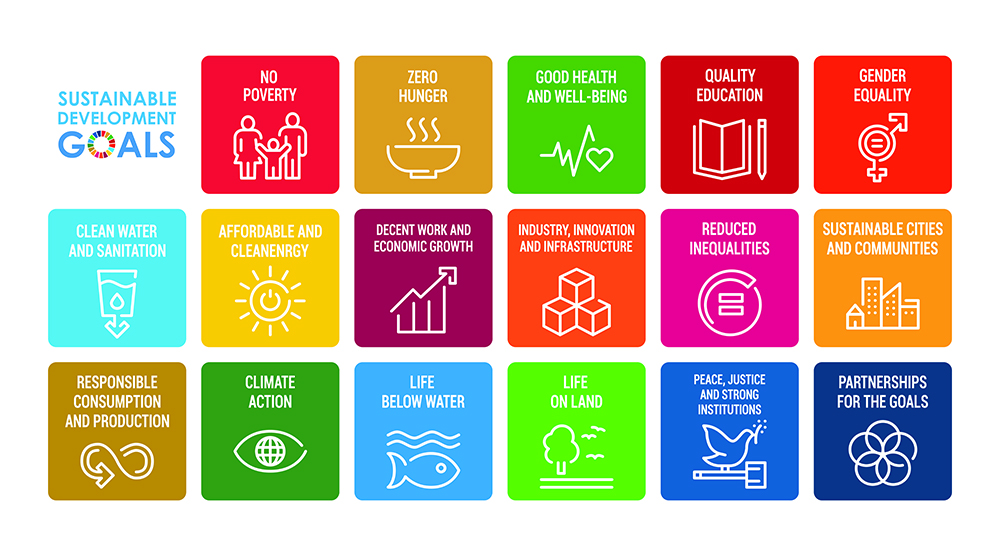 SUSTAINABLE
DEVELOPMENT
GOALS
NO
POVERTY
ZERO
HUNGER
GOOD HEALTH
AND WELL-BEING
QUALITY
EDUCATION
GENDER
EQUALITY
CLEAN WATER
AND SANITATION
AFFORDABLE AND
CLEANENRGY
DECENT WORK AND
ECONOMIC GROWTH
INDUSTRY, INNOVATION
AND INFRASTRUCTURE
REDUCED
INEQUALITIES
SUSTAINABLE CITIES
AND COMMUNITIES
RESPONSIBLE
CONSUMPTION
AND PRODUCTION
CLIMATE
ACTION
LIFE
BELOW WATER
LIFE
ON LAND
PEACE, JUSTICE
AND STRONG
INSTITUTIONS
PARTNERSHIPS
FOR THE GOALS